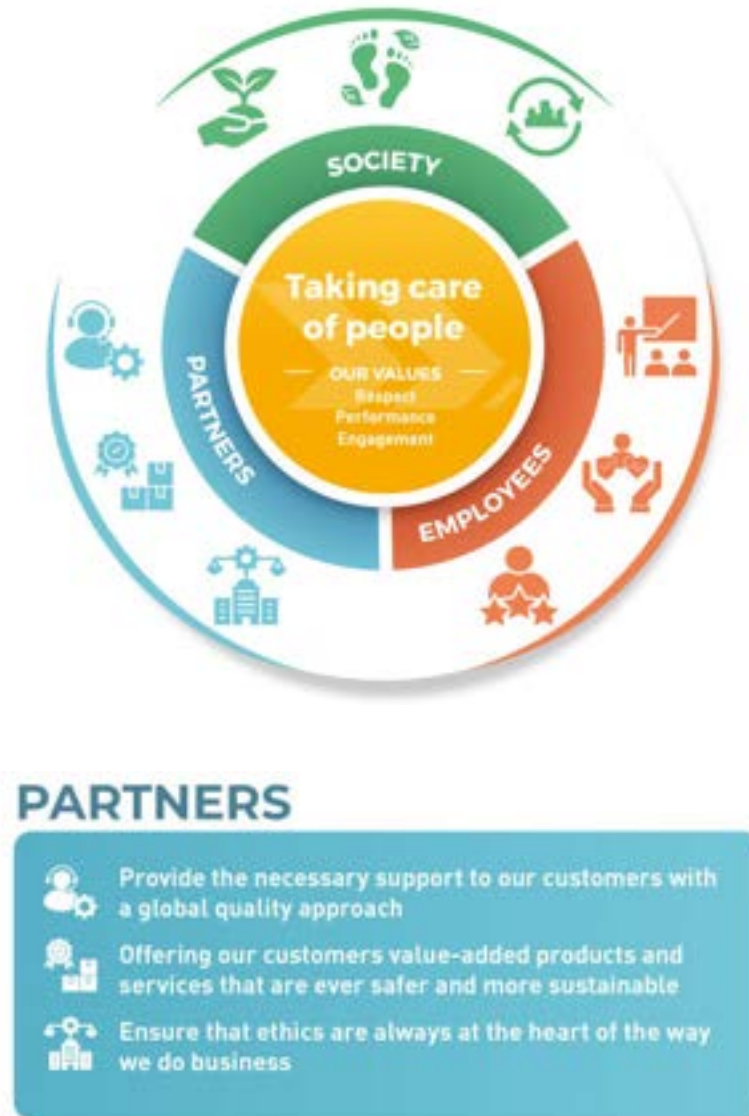 SOCIETY
Taking care
of people
OUR VALUES
Respect
Performance
Engagement
PARTNERS
EMPLOYEES
PARTNERS
Provide the necessary support to our customers with
a global quality approach
Offering our customers value-added products and
services that are ever safer and more sustainable
Ensure that ethics are always at the heart of the way
we do business